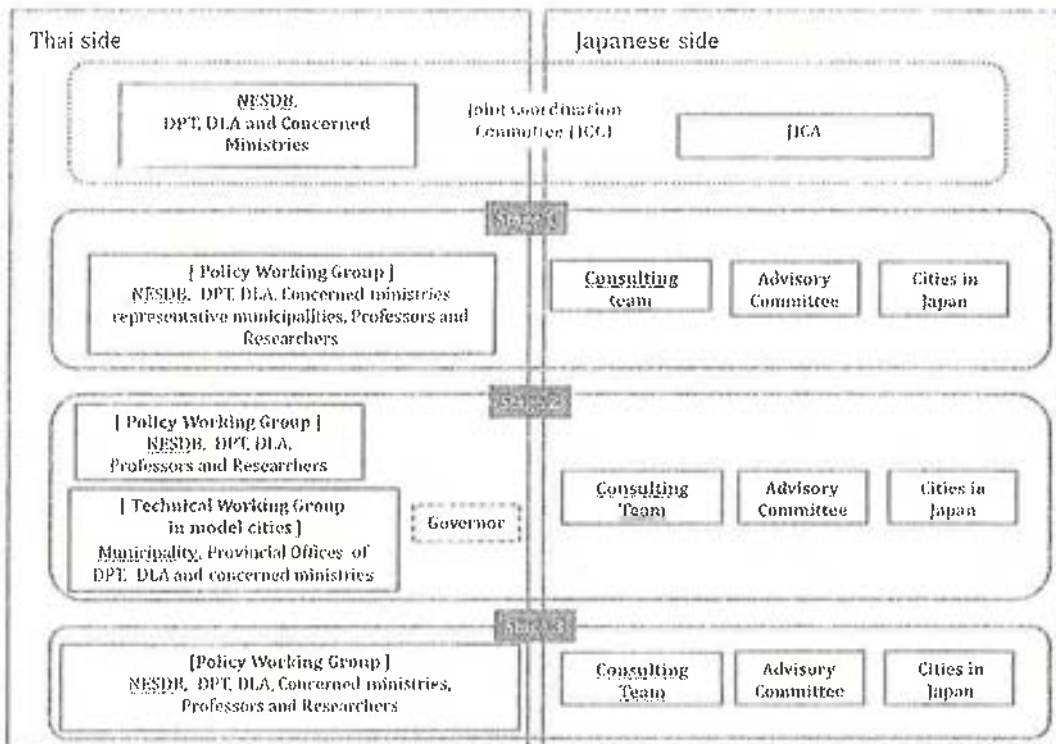 Thai side
Japanese side
NESDB,
DPT, DLA and Concerned
Ministries
Joint Coordination
Committee (JCC)
JICA
[ Policy Working Group ]
NESDB, DPT, DLA, Concerned ministries
representative municipalities, Professors and
Researchers
Consulting
team
Advisory
Committee
Cities in
Japan
[ Policy Working Group ]
NESDB, DPT, DLA,
Professors and Researchers
[ Technical Working Group
in model cities ]
Municipality, Provincial Offices of
DPT, DLA and concerned ministries
Governor
Consulting
Team
Advisory
Committee
Cities in
Japan
[Policy Working Group ]
NESDB, DPT, DLA, Concerned ministries,
Professors and Researchers
Consulting
Team
Advisory
Committee
Cities in
Japan